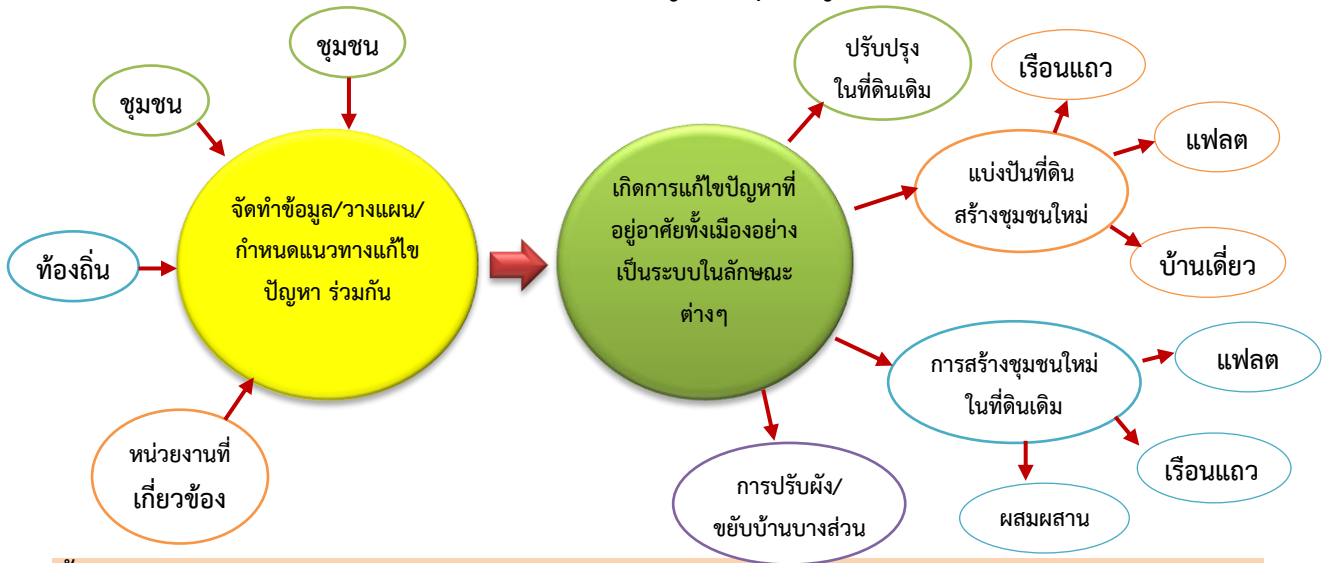 ชุมชน
ชุมชน
ท้องถิ่น
หน่วยงานที่
เกี่ยวข้อง
จัดทำข้อมูล/วางแผน/
กำหนดแนวทางแก้ไข
ปัญหา ร่วมกัน
เกิดการแก้ไขปัญหาที่
อยู่อาศัยทั้งเมืองอย่าง
เป็นระบบในลักษณะ
ต่างๆ
ปรับปรุง
ในที่ดินเดิม
แบ่งปันที่ดิน
สร้างชุมชนใหม่
เรือนแถว
แฟลต
บ้านเดี่ยว
การสร้างชุมชนใหม่
ในที่ดินเดิม
แฟลต
เรือนแถว
ผสมผสาน
การปรับผัง/
ขยับบ้านบางส่วน